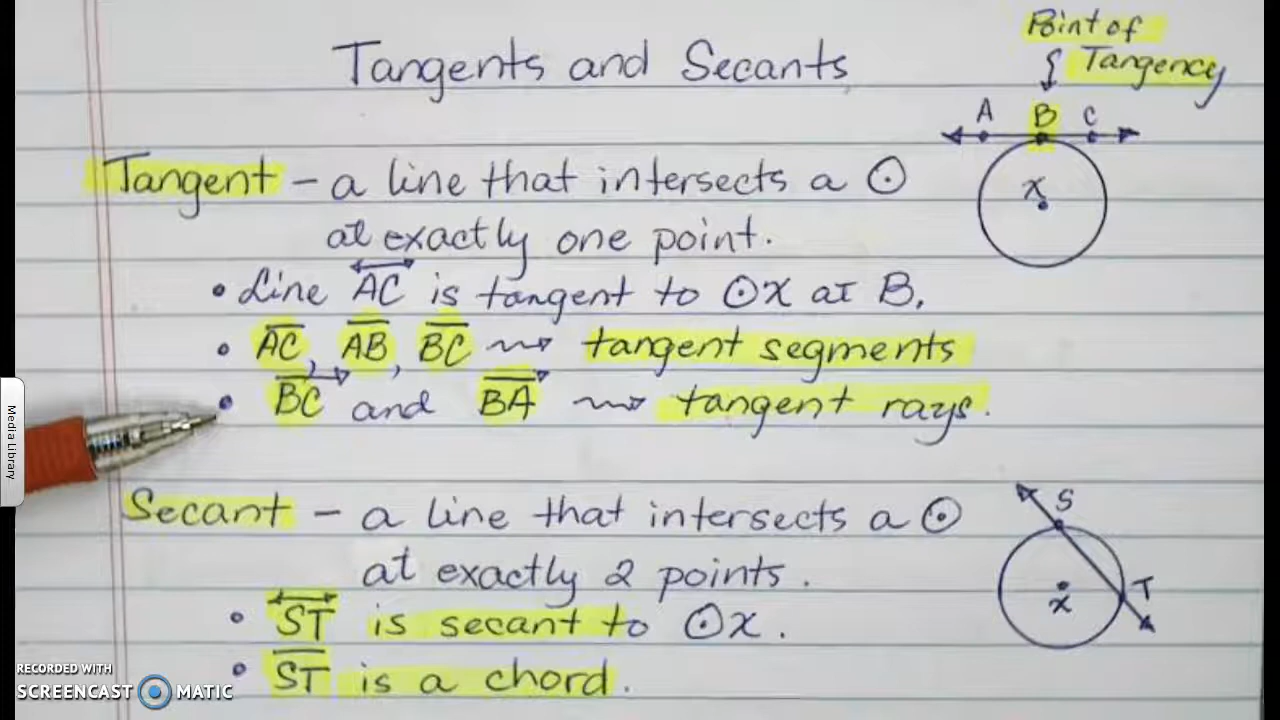 Tangents and Secants
Point of
Tangency
A B C
X
Tangent - a line that intersects a ⊙
at exactly one point.
• Line AC is tangent to ⊙X at B.
• AC, AB, BC ⇝ tangent segments
• BC and BA ⇝ tangent rays.
Secant - a line that intersects a ⊙
at exactly 2 points.
S
T
x
• ST is secant to ⊙x.
• ST is a chord.
Media Library
RECORDED WITH
SCREENCAST MATIC